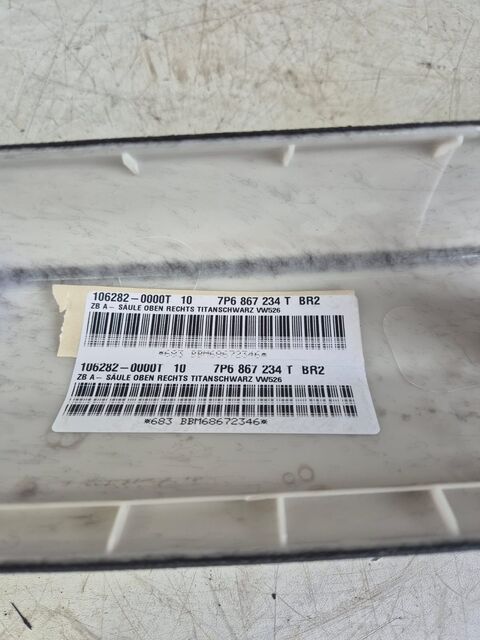 106282-0000T 10 7P6 867 234 T BR2
ZB A- SÄULE OBEN RECHTS TITANSCHWARZ VW526
*683 BBM68672346*
106282-0000T 10 7P6 867 234 T BR2
ZB A- SÄULE OBEN RECHTS TITANSCHWARZ VW526
*683 BBM68672346*